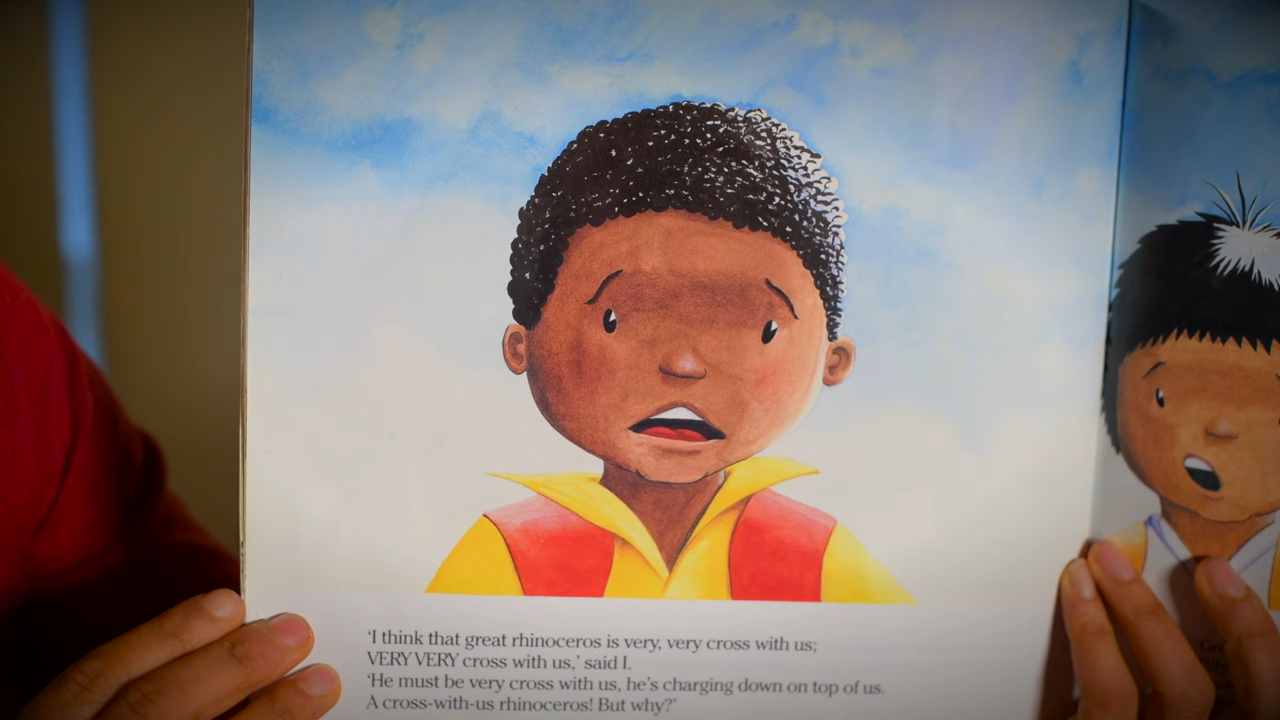 'I think that great rhinoceros is very, very cross with us;
VERY VERY cross with us,' said I.
'He must be very cross with us, he's charging down on top of us.
A cross-with-us rhinoceros! But why?'